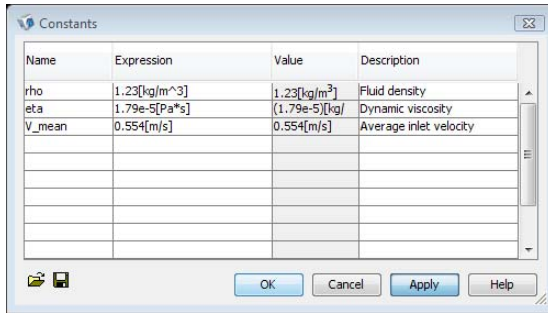 Constants
Name Expression Value Description
rho 1.23[kg/m^3] 1.23[kg/m³] Fluid density
eta 1.79e-5[Pa*s] (1.79e-5)[kg/ Dynamic viscosity
V_mean 0.554[m/s] 0.554[m/s] Average inlet velocity
OK Cancel Apply Help